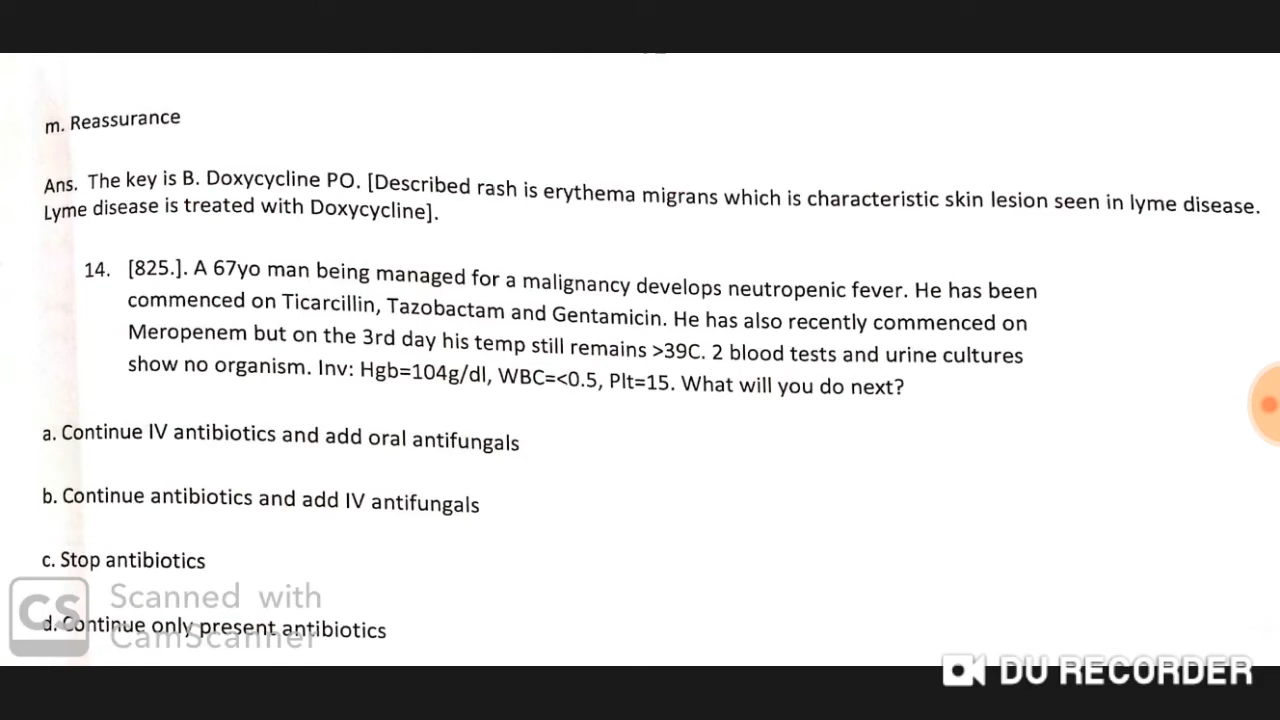 m. Reassurance
Ans. The key is B. Doxycycline PO. [Described rash is erythema migrans which is characteristic skin lesion seen in lyme disease.
Lyme disease is treated with Doxycycline].
14. [825.]. A 67yo man being managed for a malignancy develops neutropenic fever. He has been
commenced on Ticarcillin, Tazobactam and Gentamicin. He has also recently commenced on
Meropenem but on the 3rd day his temp still remains >39C. 2 blood tests and urine cultures
show no organism. Inv: Hgb=104g/dl, WBC=<0.5, Plt=15. What will you do next?
a. Continue IV antibiotics and add oral antifungals
b. Continue antibiotics and add IV antifungals
c. Stop antibiotics
CS Scanned with
d. Continue only present antibiotics
CamScanner
DU RECORDER